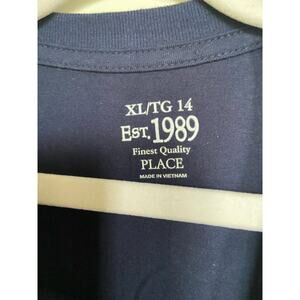 XL/TG 14
EST. 1989
Finest Quality
PLACE
MADE IN VIETNAM